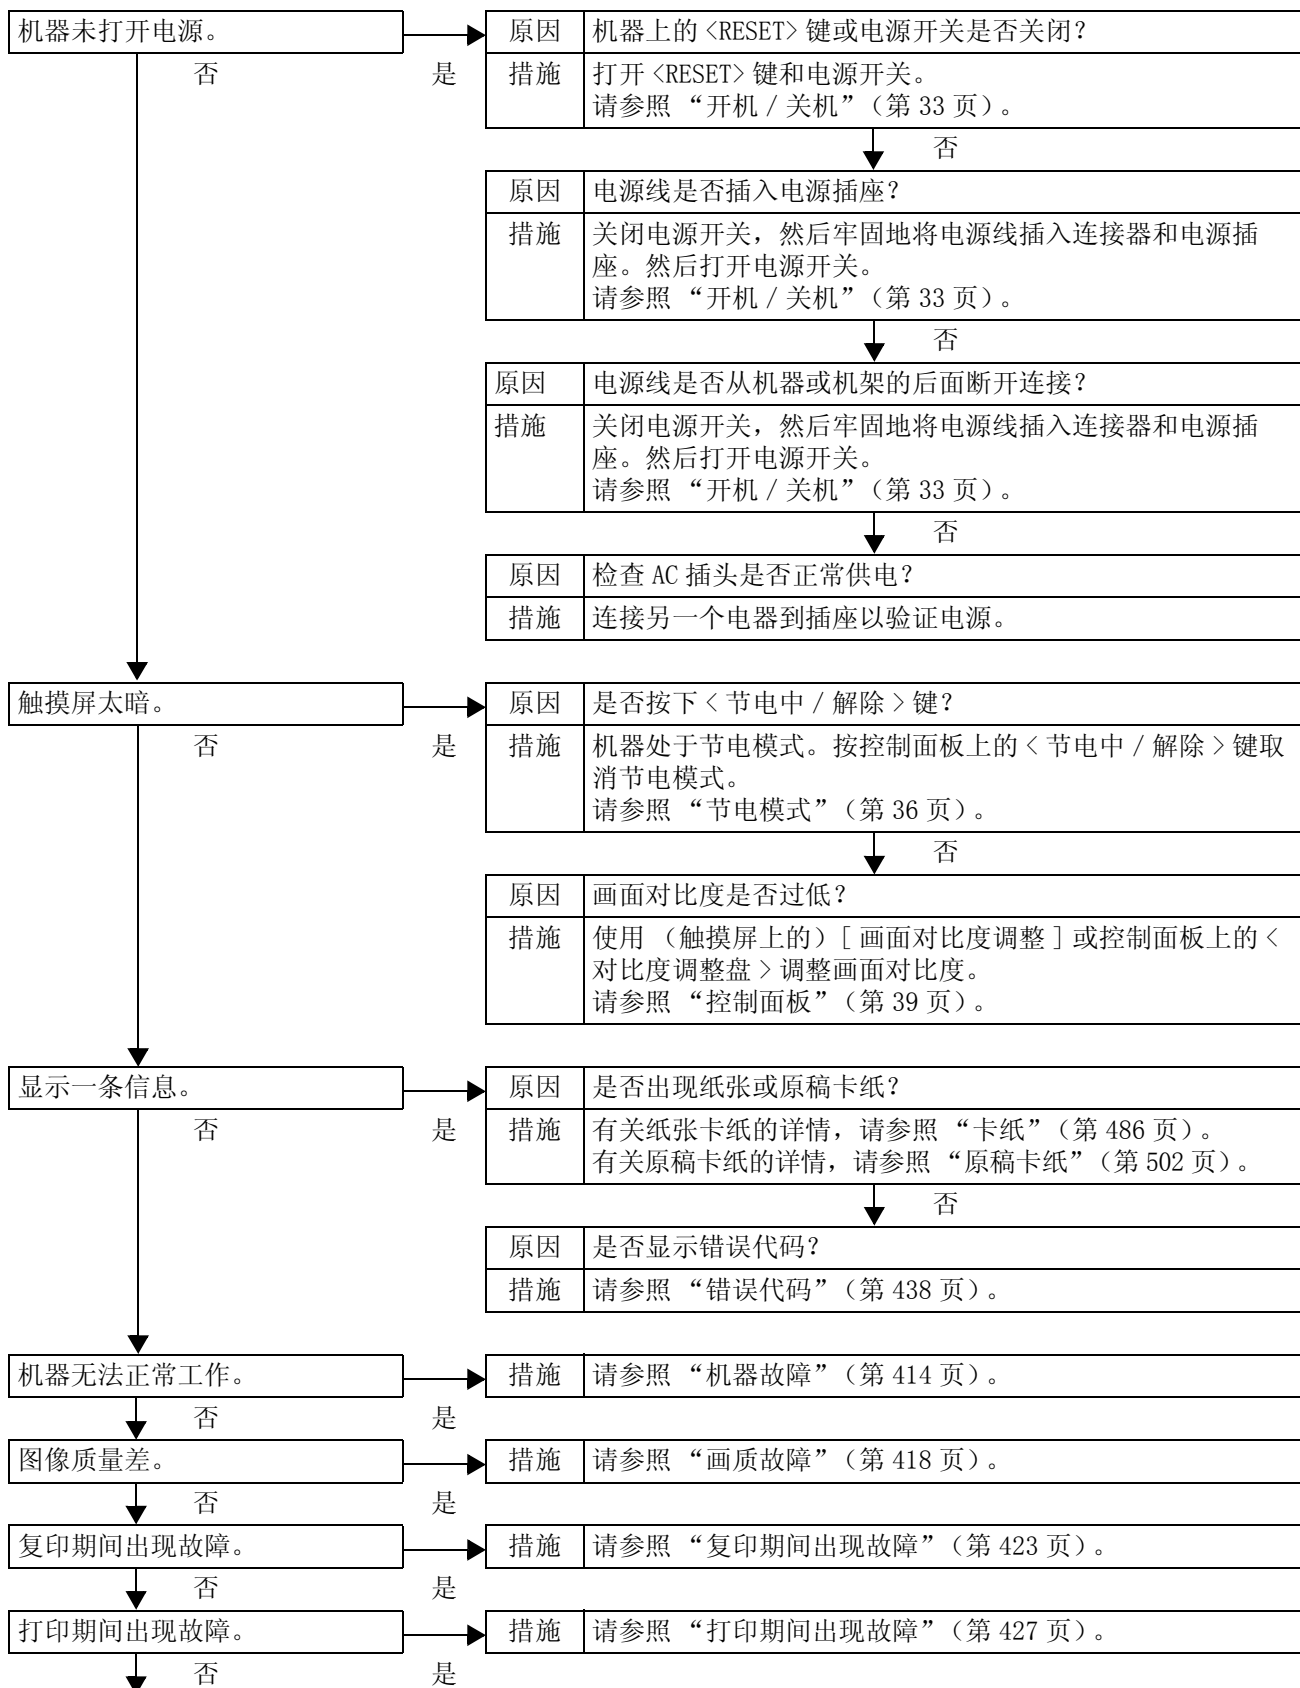 机器未打开电源。
否
是
原因 机器上的 <RESET> 键或电源开关是否关闭?
措施 打开 <RESET> 键和电源开关。
请参照 “开机 / 关机”(第 33 页)。
否
原因 电源线是否插入电源插座?
措施 关闭电源开关，然后牢固地将电源线插入连接器和电源插
座。然后打开电源开关。
请参照 “开机 / 关机”(第 33 页)。
否
原因 电源线是否从机器或机架的后面断开连接?
措施 关闭电源开关，然后牢固地将电源线插入连接器和电源插
座。然后打开电源开关。
请参照 “开机 / 关机”(第 33 页)。
否
原因 检查 AC 插头是否正常供电?
措施 连接另一个电器到插座以验证电源。
触摸屏太暗。
否
是
原因 是否按下 < 节电中 / 解除 > 键?
措施 机器处于节电模式。按控制面板上的 < 节电中 / 解除 > 键取
消节电模式。
请参照 “节电模式”(第 36 页)。
否
原因 画面对比度是否过低?
措施 使用 （触摸屏上的）[ 画面对比度调整 ] 或控制面板上的 <
对比度调整盘 > 调整画面对比度。
请参照 “控制面板”(第 39 页)。
显示一条信息。
否
是
原因 是否出现纸张或原稿卡纸?
措施 有关纸张卡纸的详情，请参照 “卡纸”(第 486 页)。
有关原稿卡纸的详情，请参照 “原稿卡纸”(第 502 页)。
否
原因 是否显示错误代码?
措施 请参照 “错误代码”(第 438 页)。
机器无法正常工作。
否
是
措施 请参照 “机器故障”(第 414 页)。
图像质量差。
否
是
措施 请参照 “画质故障”(第 418 页)。
复印期间出现故障。
否
是
措施 请参照 “复印期间出现故障”(第 423 页)。
打印期间出现故障。
否
是
措施 请参照 “打印期间出现故障”(第 427 页)。